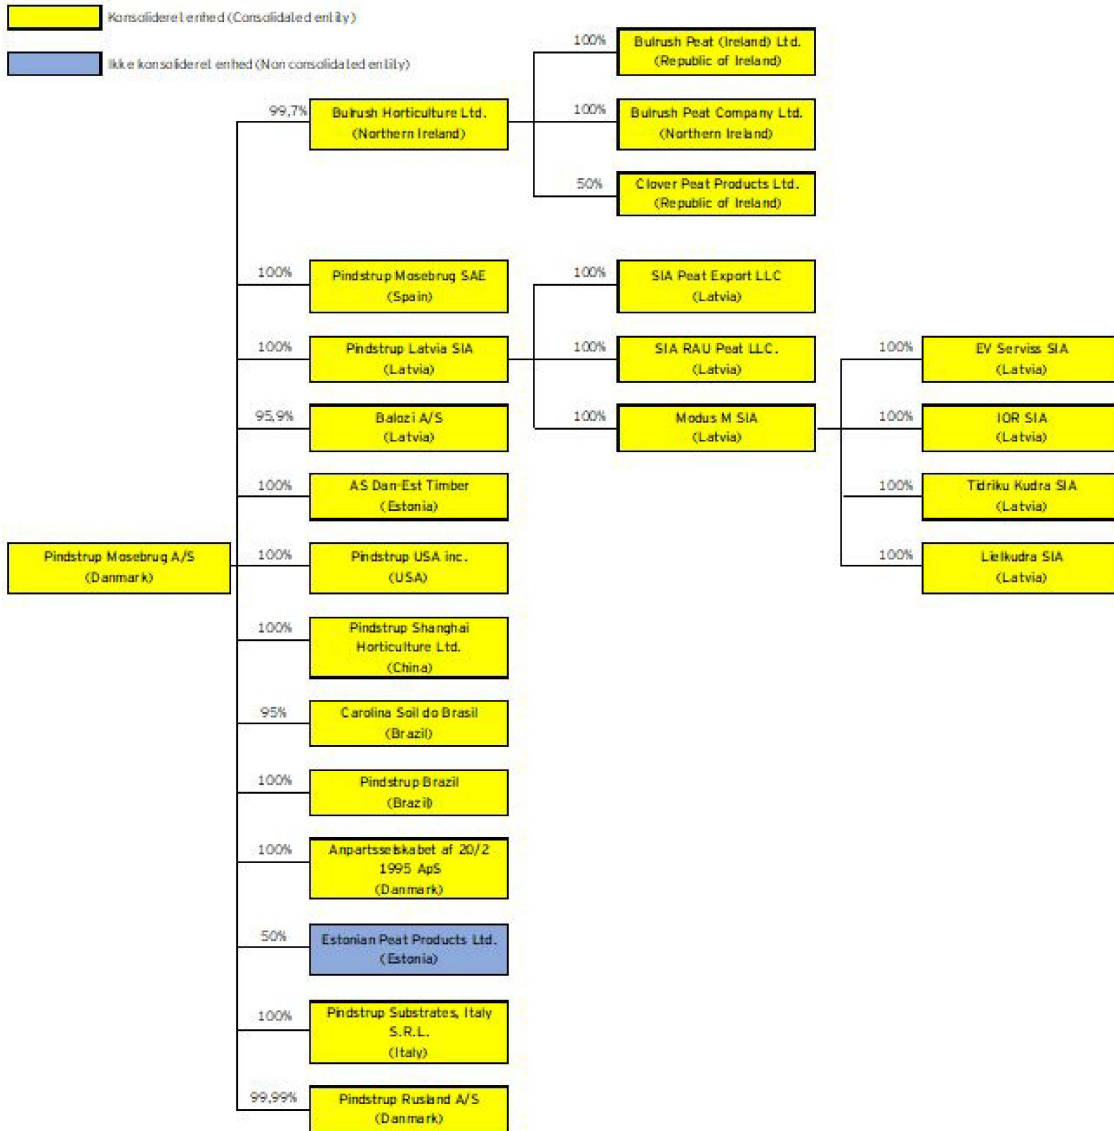 Konsolideret enhed (Consolidated entity)
Ikke konsolideret enhed (Non consolidated entity)
99,7%
Bulrush Horticulture Ltd.
(Northern Ireland)
100%
Bulrush Peat (Ireland) Ltd.
(Republic of Ireland)
100%
Bulrush Peat Company Ltd.
(Northern Ireland)
50%
Clover Peat Products Ltd.
(Republic of Ireland)
100%
Pindstrup Mosebrug SAE
(Spain)
100%
Pindstrup Latvia SIA
(Latvia)
100%
SIA Peat Export LLC
(Latvia)
100%
SIA RAU Peat LLC.
(Latvia)
100%
Modus M SIA
(Latvia)
100%
EV Serviss SIA
(Latvia)
100%
IOR SIA
(Latvia)
100%
Tidriku Kudra SIA
(Latvia)
100%
Lielkudra SIA
(Latvia)
95,9%
Balozi A/S
(Latvia)
100%
AS Dan-Est Timber
(Estonia)
Pindstrup Mosebrug A/S
(Danmark)
100%
Pindstrup USA inc.
(USA)
100%
Pindstrup Shanghai
Horticulture Ltd.
(China)
95%
Carolina Soil do Brasil
(Brazil)
100%
Pindstrup Brazil
(Brazil)
100%
Anpartsselskabet af 20/2
1995 ApS
(Danmark)
50%
Estonian Peat Products Ltd.
(Estonia)
100%
Pindstrup Substrates, Italy
S.R.L.
(Italy)
99,99%
Pindstrup Rusland A/S
(Danmark)